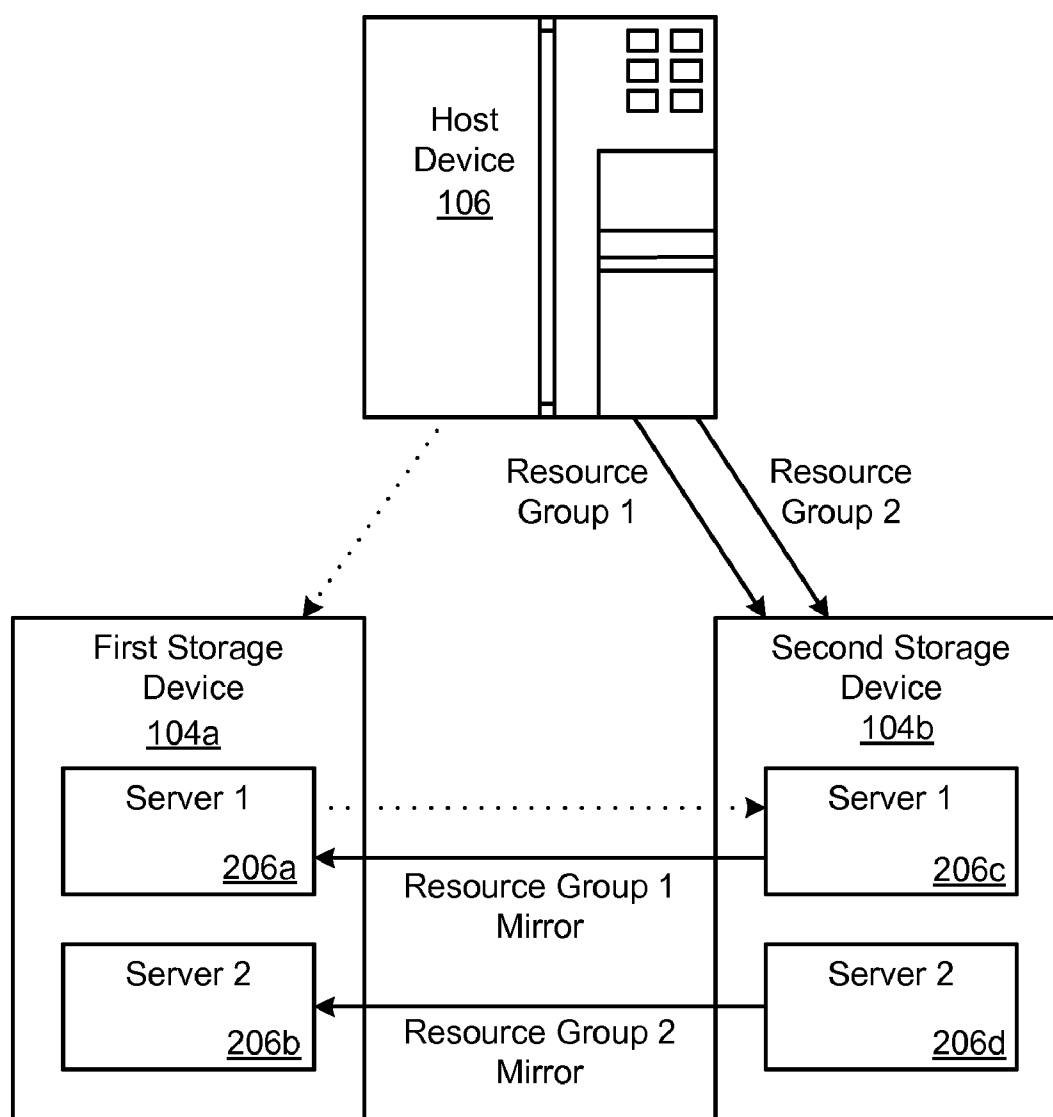 Host
Device
106
Resource
Group 1
Resource
Group 2
First Storage
Device
104a
Second Storage
Device
104b
Server 1
206a
Server 1
206c
Resource Group 1
Mirror
Server 2
206b
Server 2
206d
Resource Group 2
Mirror